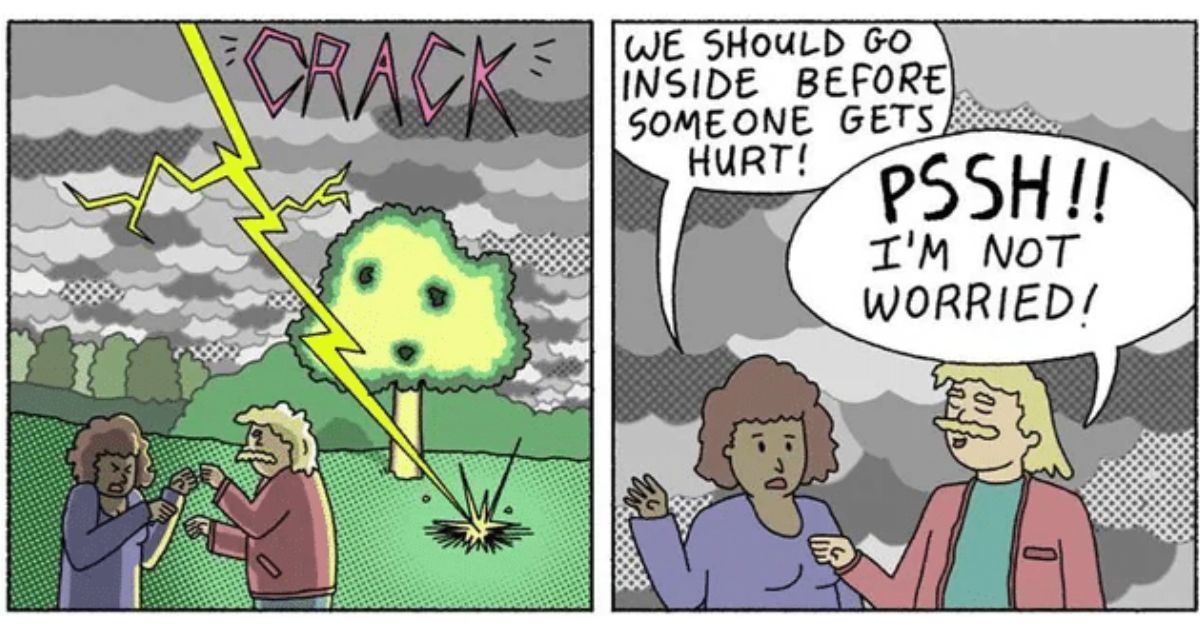 CRACK
WE SHOULD GO
INSIDE BEFORE
SOMEONE GETS
HURT!
PSSH!!
I'M NOT
WORRIED!